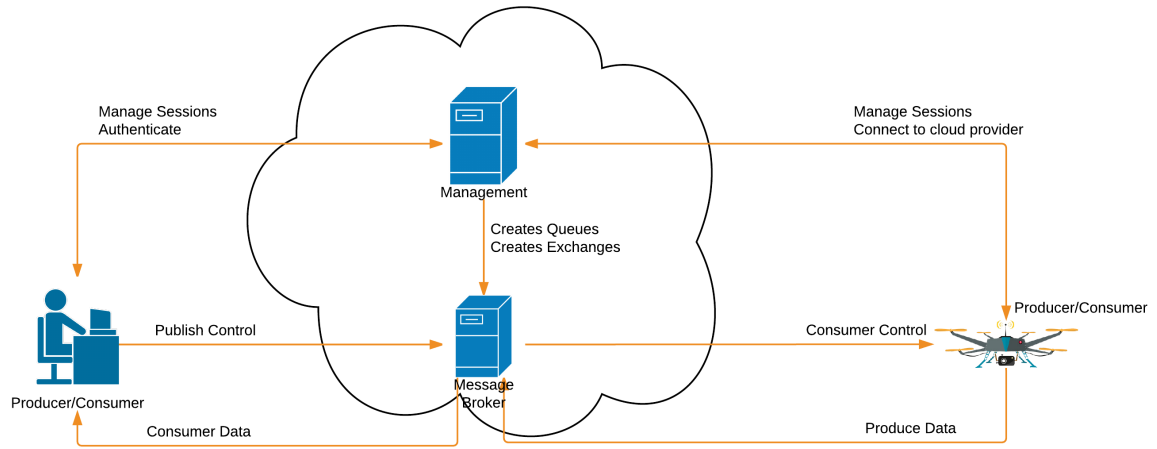 Manage Sessions
Authenticate
Manage Sessions
Connect to cloud provider
Management
Creates Queues
Creates Exchanges
Producer/Consumer
Publish Control
Consumer Control
Message
Broker
Producer/Consumer
Consumer Data
Produce Data